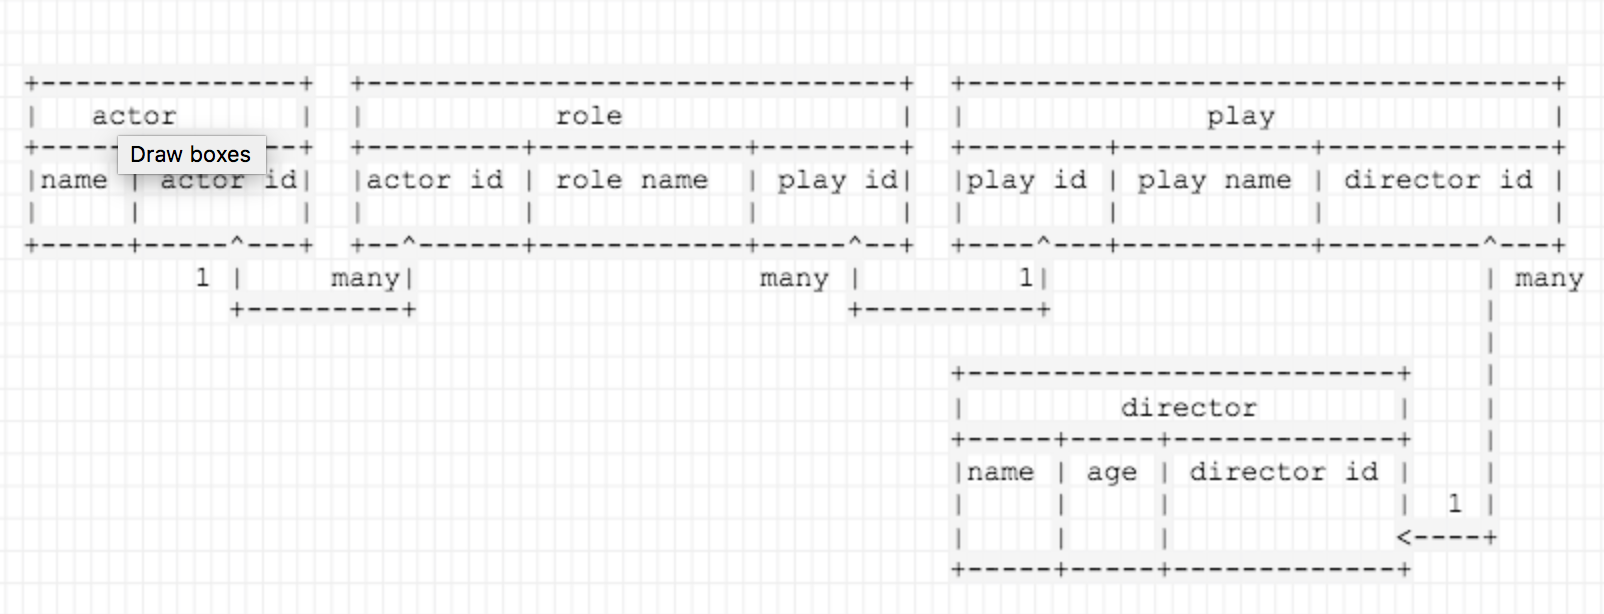 actor role play
Draw boxes
name actor id actor id role name play id play id play name director id
1 many many 1 many
director
name age director id
1